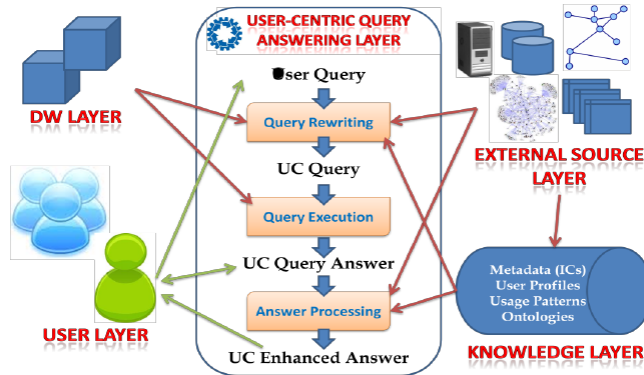 USER-CENTRIC QUERY
ANSWERING LAYER
User Query
Query Rewriting
UC Query
Query Execution
UC Query Answer
Answer Processing
UC Enhanced Answer
DW LAYER
USER LAYER
EXTERNAL SOURCE
LAYER
Metadata (ICs)
User Profiles
Usage Patterns
Ontologies
KNOWLEDGE LAYER